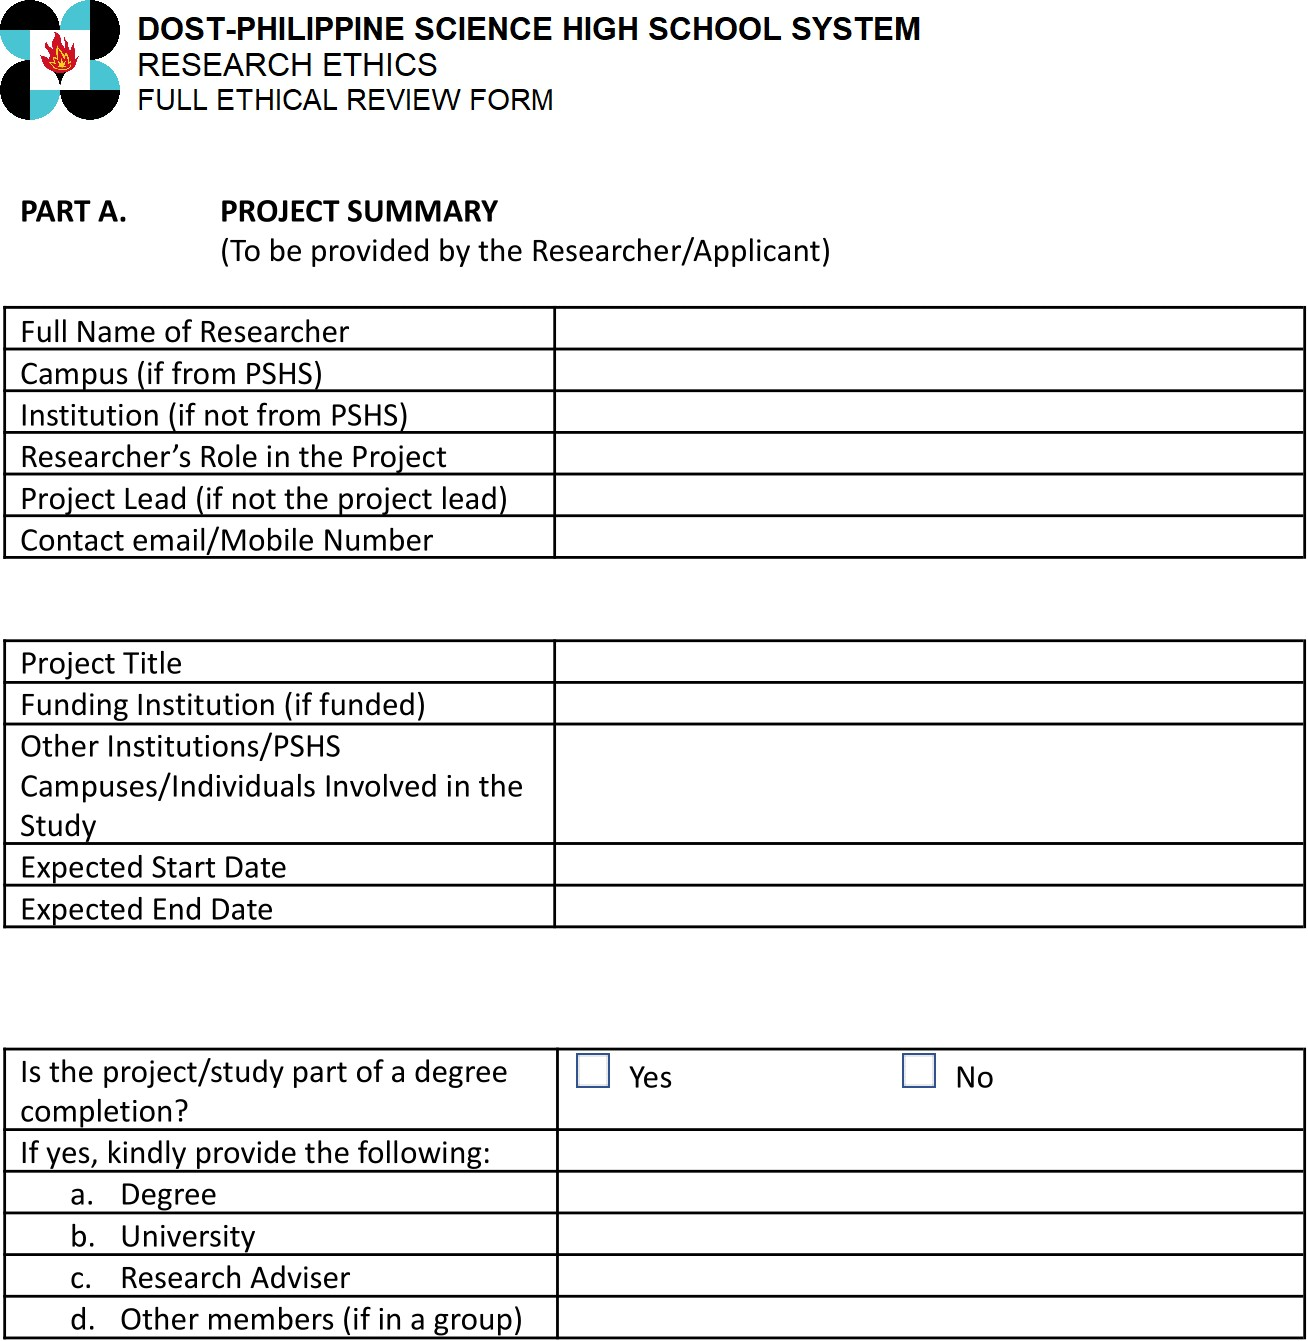 DOST-PHILIPPINE SCIENCE HIGH SCHOOL SYSTEM
RESEARCH ETHICS
FULL ETHICAL REVIEW FORM
PART A. PROJECT SUMMARY
(To be provided by the Researcher/Applicant)
Full Name of Researcher
Campus (if from PSHS)
Institution (if not from PSHS)
Researcher’s Role in the Project
Project Lead (if not the project lead)
Contact email/Mobile Number
Project Title
Funding Institution (if funded)
Other Institutions/PSHS
Campuses/Individuals Involved in the
Study
Expected Start Date
Expected End Date
Is the project/study part of a degree
completion?
Yes No
If yes, kindly provide the following:
a. Degree
b. University
c. Research Adviser
d. Other members (if in a group)